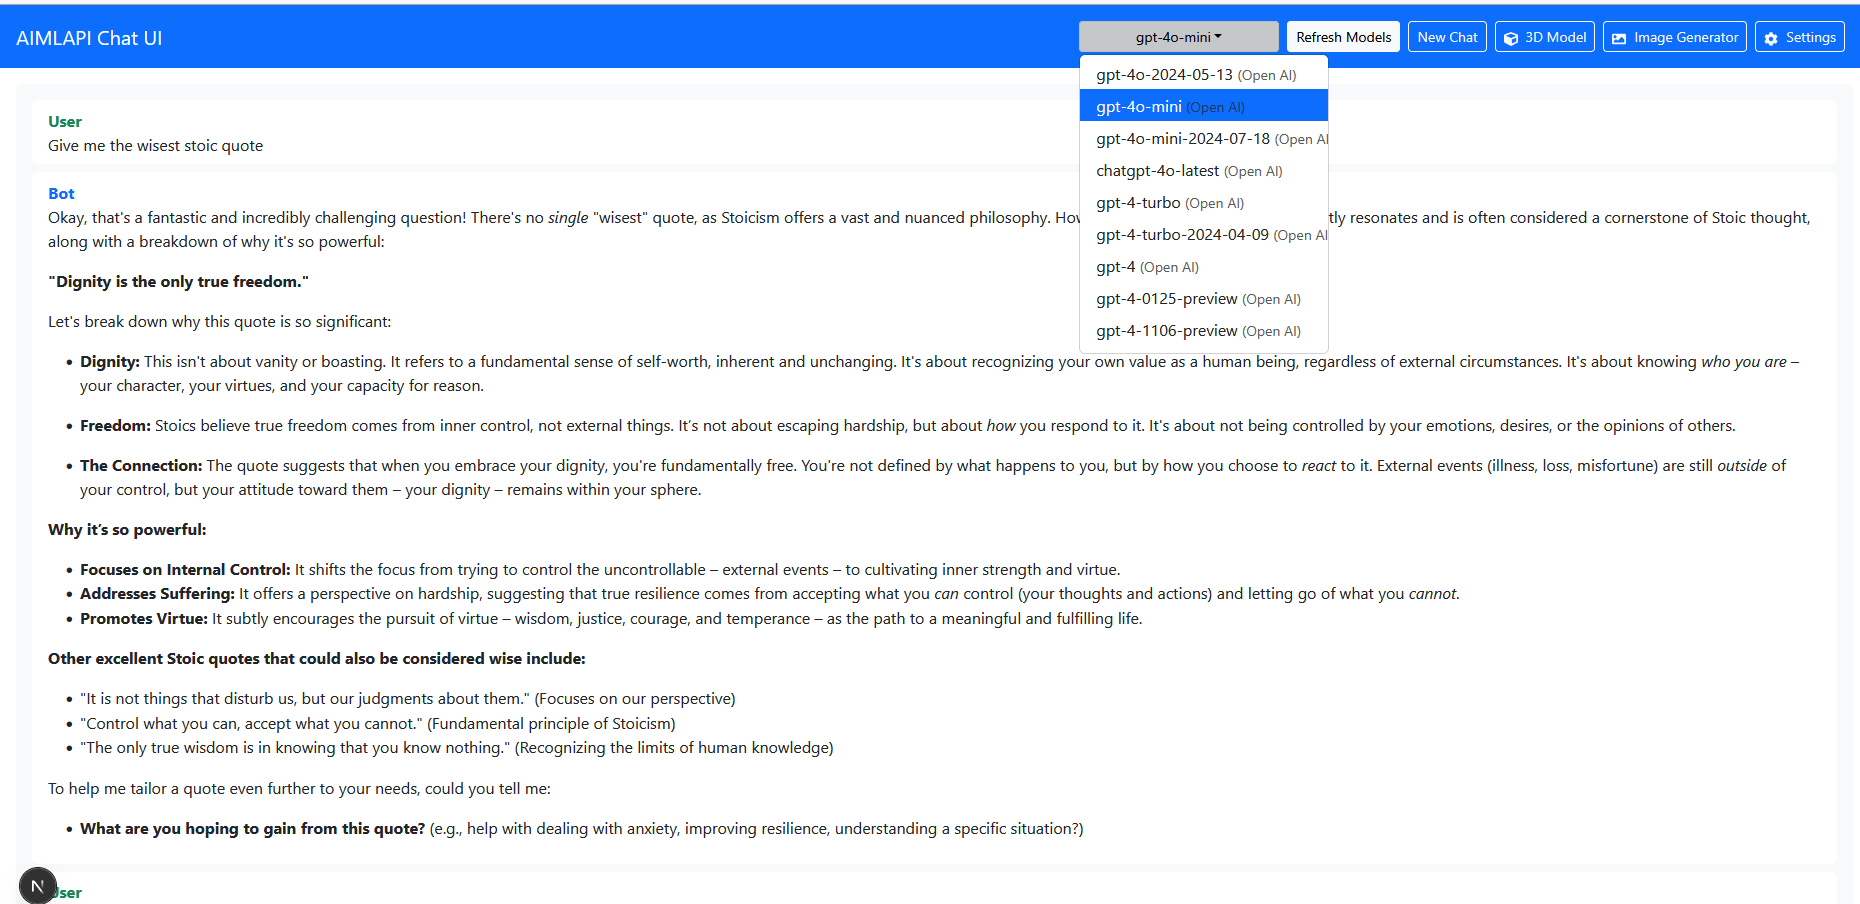 AIMLAPI Chat UI
gpt-4o-mini
Refresh Models
New Chat
3D Model
Image Generator
Settings
gpt-4o-2024-05-13 (Open AI)
gpt-4o-mini (Open AI)
gpt-4o-mini-2024-07-18 (Open AI
chatgpt-4o-latest (Open AI)
gpt-4-turbo (Open AI)
gpt-4-turbo-2024-04-09 (Open AI
gpt-4 (Open AI)
gpt-4-0125-preview (Open AI)
gpt-4-1106-preview (Open AI)
User
Give me the wisest stoic quote
Bot
Okay, that's a fantastic and incredibly challenging question! There's no single "wisest" quote, as Stoicism offers a vast and nuanced philosophy. resonates and is often considered a cornerstone of Stoic thought,
along with a breakdown of why it's so powerful:
"Dignity is the only true freedom."
Let's break down why this quote is so significant:
• Dignity: This isn't about vanity or boasting. It refers to a fundamental sense of self-worth, inherent and unchanging. It's about recognizing your own value as a human being, regardless of external circumstances. It's about knowing who you are –
your character, your virtues, and your capacity for reason.
• Freedom: Stoics believe true freedom comes from inner control, not external things. It’s not about escaping hardship, but about how you respond to it. It's about not being controlled by your emotions, desires, or the opinions of others.
• The Connection: The quote suggests that when you embrace your dignity, you're fundamentally free. You're not defined by what happens to you, but by how you choose to react to it. External events (illness, loss, misfortune) are still outside of
your control, but your attitude toward them – your dignity – remains within your sphere.
Why it’s so powerful:
• Focuses on Internal Control: It shifts the focus from trying to control the uncontrollable – external events – to cultivating inner strength and virtue.
• Addresses Suffering: It offers a perspective on hardship, suggesting that true resilience comes from accepting what you can control (your thoughts and actions) and letting go of what you cannot.
• Promotes Virtue: It subtly encourages the pursuit of virtue – wisdom, justice, courage, and temperance – as the path to a meaningful and fulfilling life.
Other excellent Stoic quotes that could also be considered wise include:
• "It is not things that disturb us, but our judgments about them." (Focuses on our perspective)
• "Control what you can, accept what you cannot." (Fundamental principle of Stoicism)
• "The only true wisdom is in knowing that you know nothing." (Recognizing the limits of human knowledge)
To help me tailor a quote even further to your needs, could you tell me:
• What are you hoping to gain from this quote? (e.g., help with dealing with anxiety, improving resilience, understanding a specific situation?)
N
User